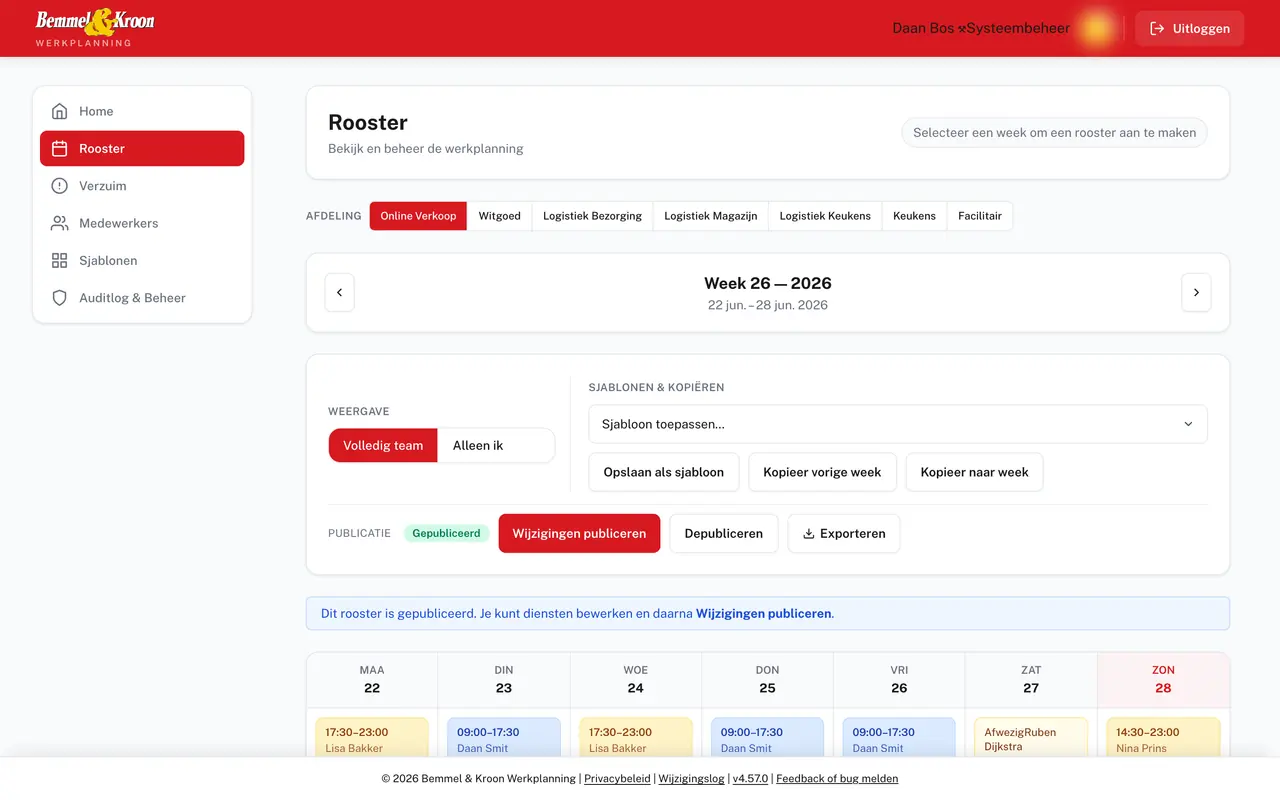 Bemmel & Kroon
WERKPLANNING
Daan Bos ⚒Systeembeheer
Uitloggen
Home
Rooster
Verzuim
Medewerkers
Sjablonen
Auditlog & Beheer
Rooster
Bekijk en beheer de werkplanning
Selecteer een week om een rooster aan te maken
AFDELING Online Verkoop Witgoed Logistiek Bezorging Logistiek Magazijn Logistiek Keukens Keukens Facilitair
Week 26 — 2026
22 jun. – 28 jun. 2026
WEERGAVE
Volledig team Alleen ik
SJABLONEN & KOPIËREN
Sjabloon toepassen...
Opslaan als sjabloon Kopieer vorige week Kopieer naar week
PUBLICATIE Gepubliceerd Wijzigingen publiceren Depubliceren Exporteren
Dit rooster is gepubliceerd. Je kunt diensten bewerken en daarna Wijzigingen publiceren.
MAA DIN WOE DON VRI ZAT ZON
22 23 24 25 26 27 28
17:30–23:00 09:00–17:30 17:30–23:00 09:00–17:30 09:00–17:30 AfwezigRuben 14:30–23:00
Lisa Bakker Daan Smit Lisa Bakker Daan Smit Daan Smit Dijkstra Nina Prins
© 2026 Bemmel & Kroon Werkplanning | Privacybeleid | Wijzigingslog | v4.57.0 | Feedback of bug melden